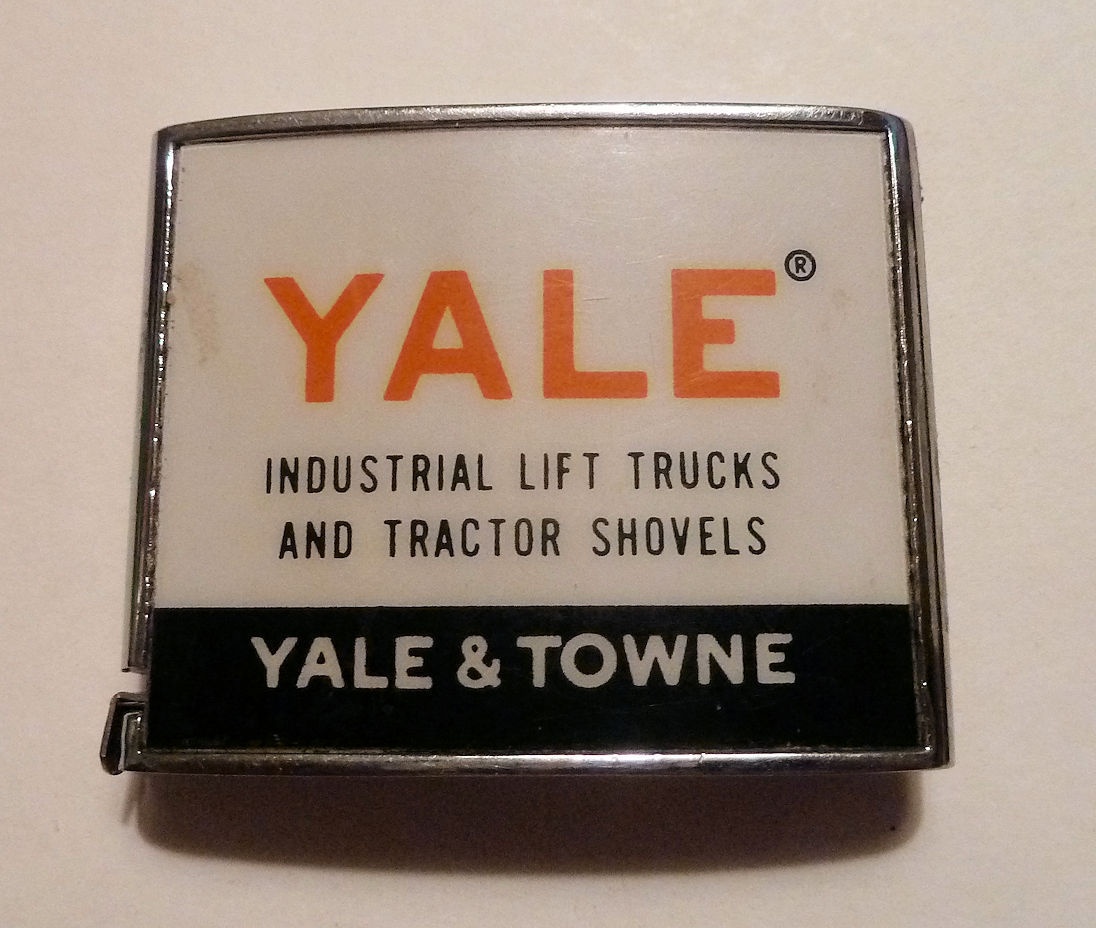 YALE®
INDUSTRIAL LIFT TRUCKS
AND TRACTOR SHOVELS
YALE & TOWNE